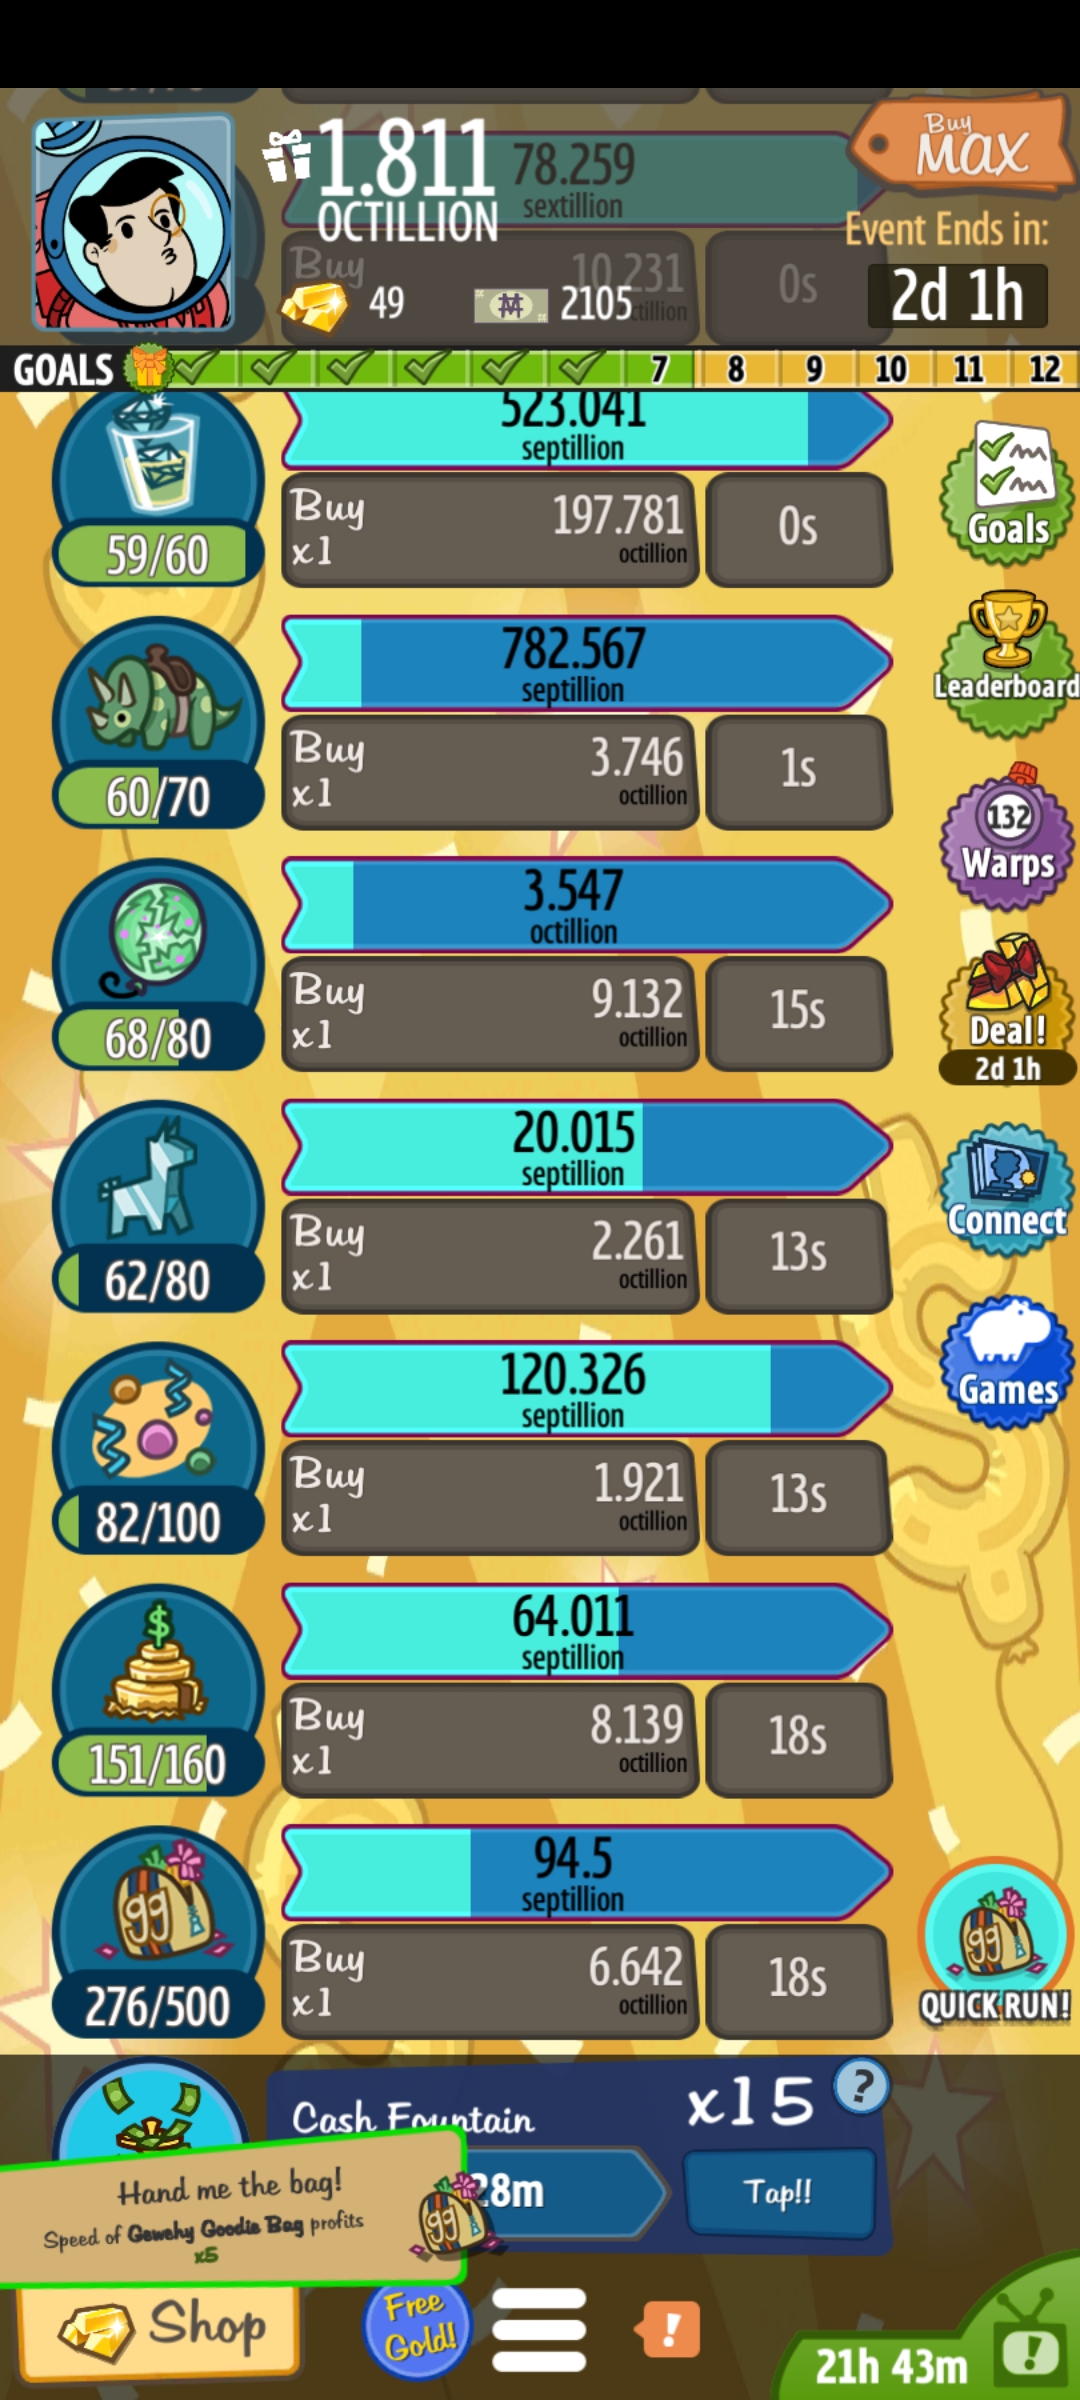 1.811
OCTILLION
78.259
sextillion
Buy
MAX
Event Ends in:
2d 1h
Buy
10.231
0s
49
2105
GOALS
7
8
9
10
11
12
523.041
septillion
59/60
Buy
x1
197.781
octillion
0s
Goals
782.567
septillion
60/70
Buy
x1
3.746
octillion
1s
Leaderboard
132
Warps
3.547
octillion
68/80
Buy
x1
9.132
octillion
15s
Deal!
2d 1h
20.015
septillion
62/80
Buy
x1
2.261
octillion
13s
Connect
120.326
septillion
82/100
Buy
x1
1.921
octillion
13s
Games
$
64.011
septillion
151/160
Buy
x1
8.139
octillion
18s
gg
94.5
septillion
276/500
Buy
x1
6.642
octillion
18s
gg
QUICK RUN!
Cash Fountain
x15
?
28m
Tap!!
Hand me the bag!
Speed of Gewehy Goodie Bag profits
x5
gg
Shop
Free
Gold!
!
21h 43m
!